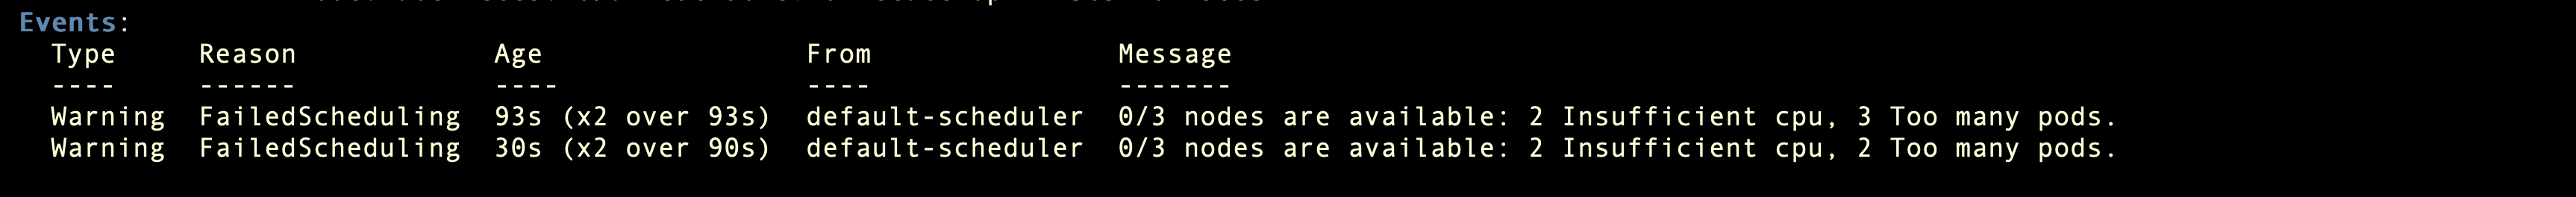 Events:
Type Reason Age From Message
---- ------ ---- ---- -------
Warning FailedScheduling 93s (x2 over 93s) default-scheduler 0/3 nodes are available: 2 Insufficient cpu, 3 Too many pods.
Warning FailedScheduling 30s (x2 over 90s) default-scheduler 0/3 nodes are available: 2 Insufficient cpu, 2 Too many pods.